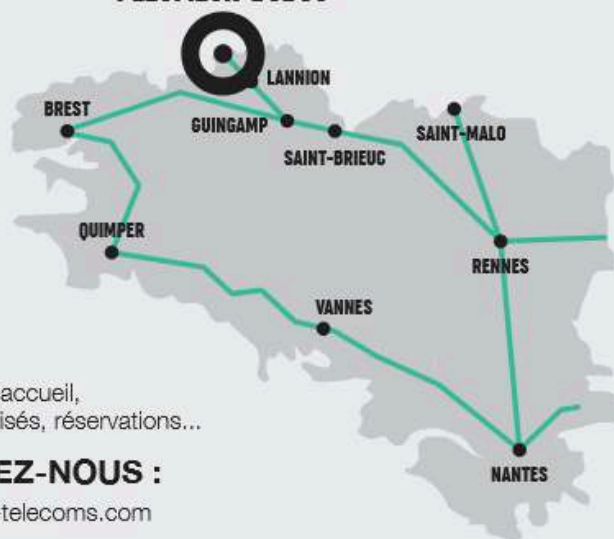 LANNION
BREST
GUINGAMP
SAINT-MALO
SAINT-BRIEUC
QUIMPER
RENNES
VANNES
accueil,
isés, réservations...
EZ-NOUS :
telecoms.com
NANTES